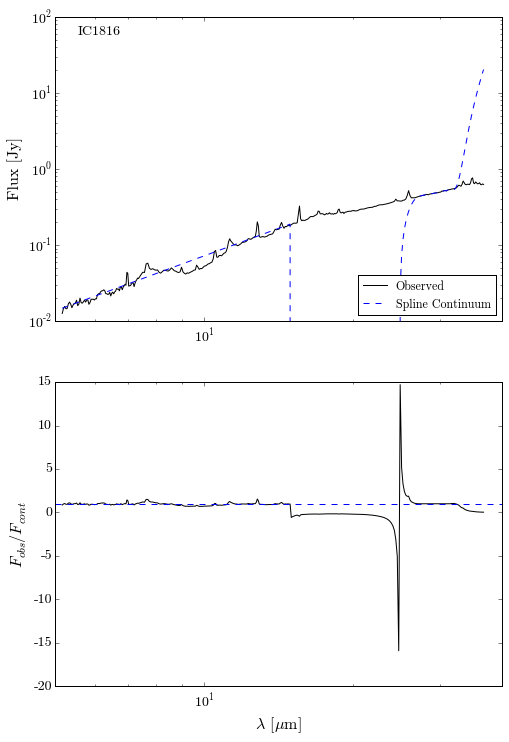 IC1816
Flux [Jy]
10^2
10^1
10^0
10^-1
10^-2
Observed
Spline Continuum
10^1
F_obs/F_cont
15
10
5
0
-5
-10
-15
-20
10^1
λ [μm]